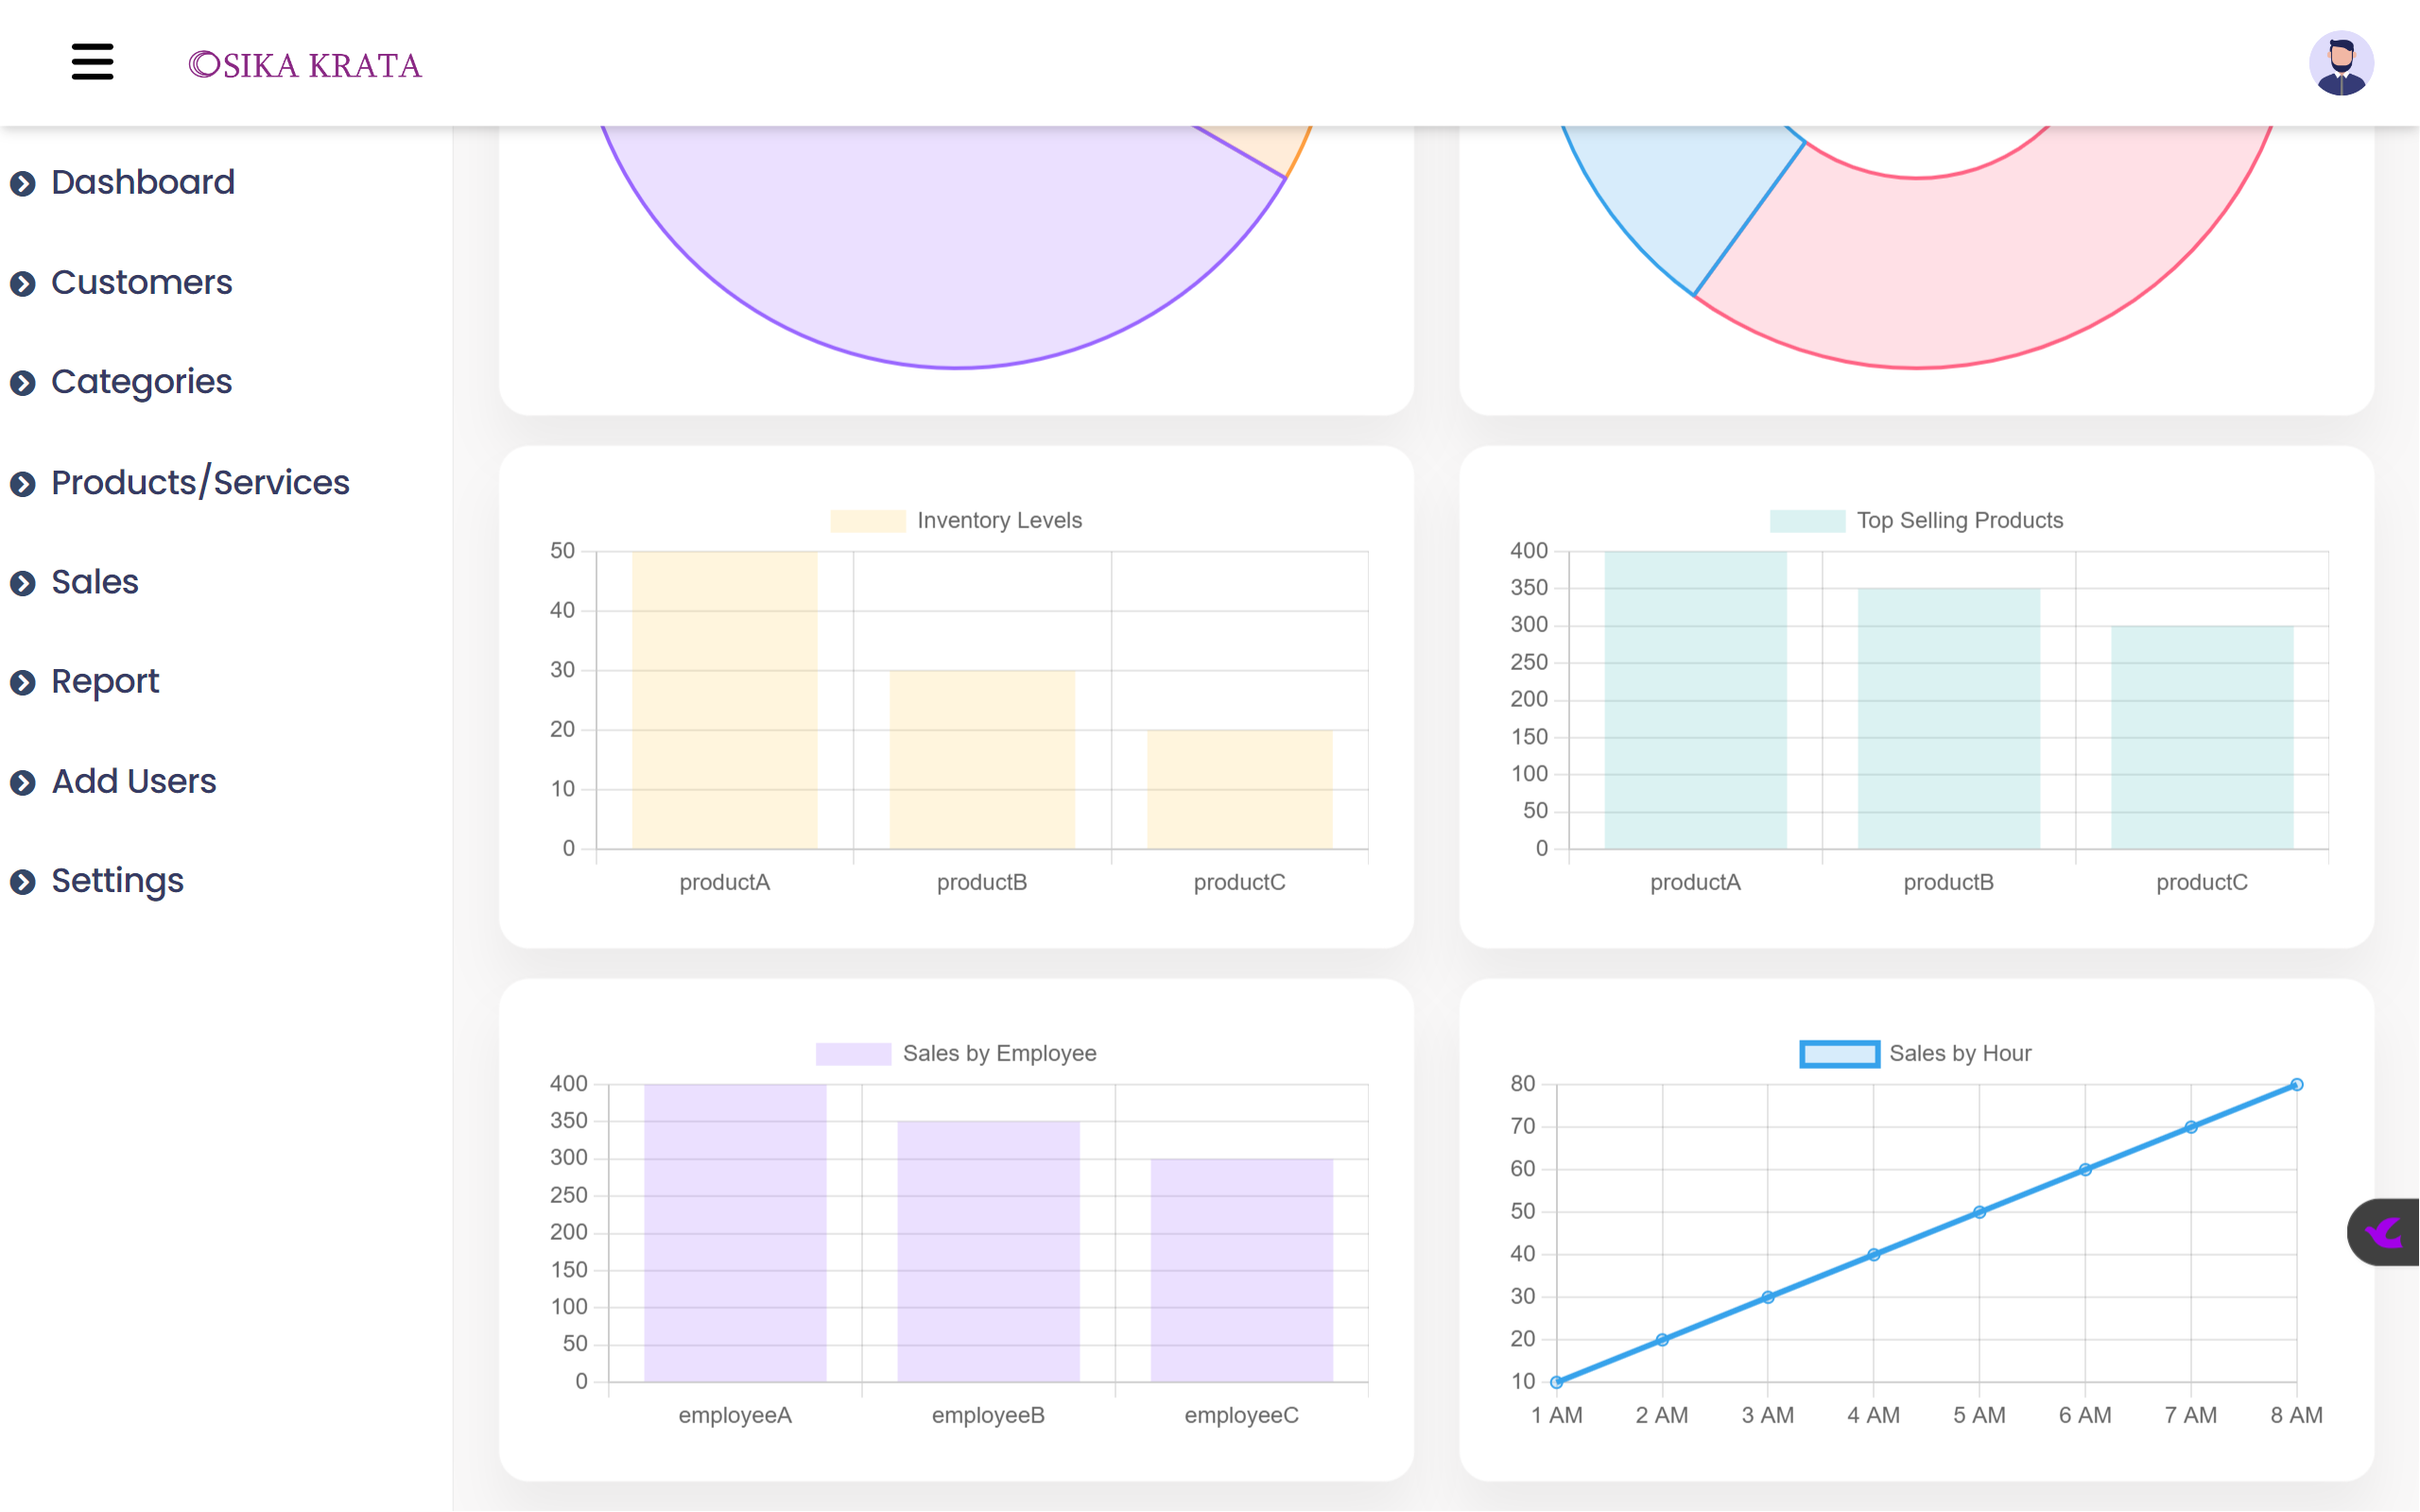 OSIKA KRATA
Dashboard
Customers
Categories
Products/Services
Sales
Report
Add Users
Settings
Inventory Levels
50
40
30
20
10
0
productA productB productC
Top Selling Products
400
350
300
250
200
150
100
50
0
productA productB productC
Sales by Employee
400
350
300
250
200
150
100
50
0
employeeA employeeB employeeC
Sales by Hour
80
70
60
50
40
30
20
10
1 AM 2 AM 3 AM 4 AM 5 AM 6 AM 7 AM 8 AM